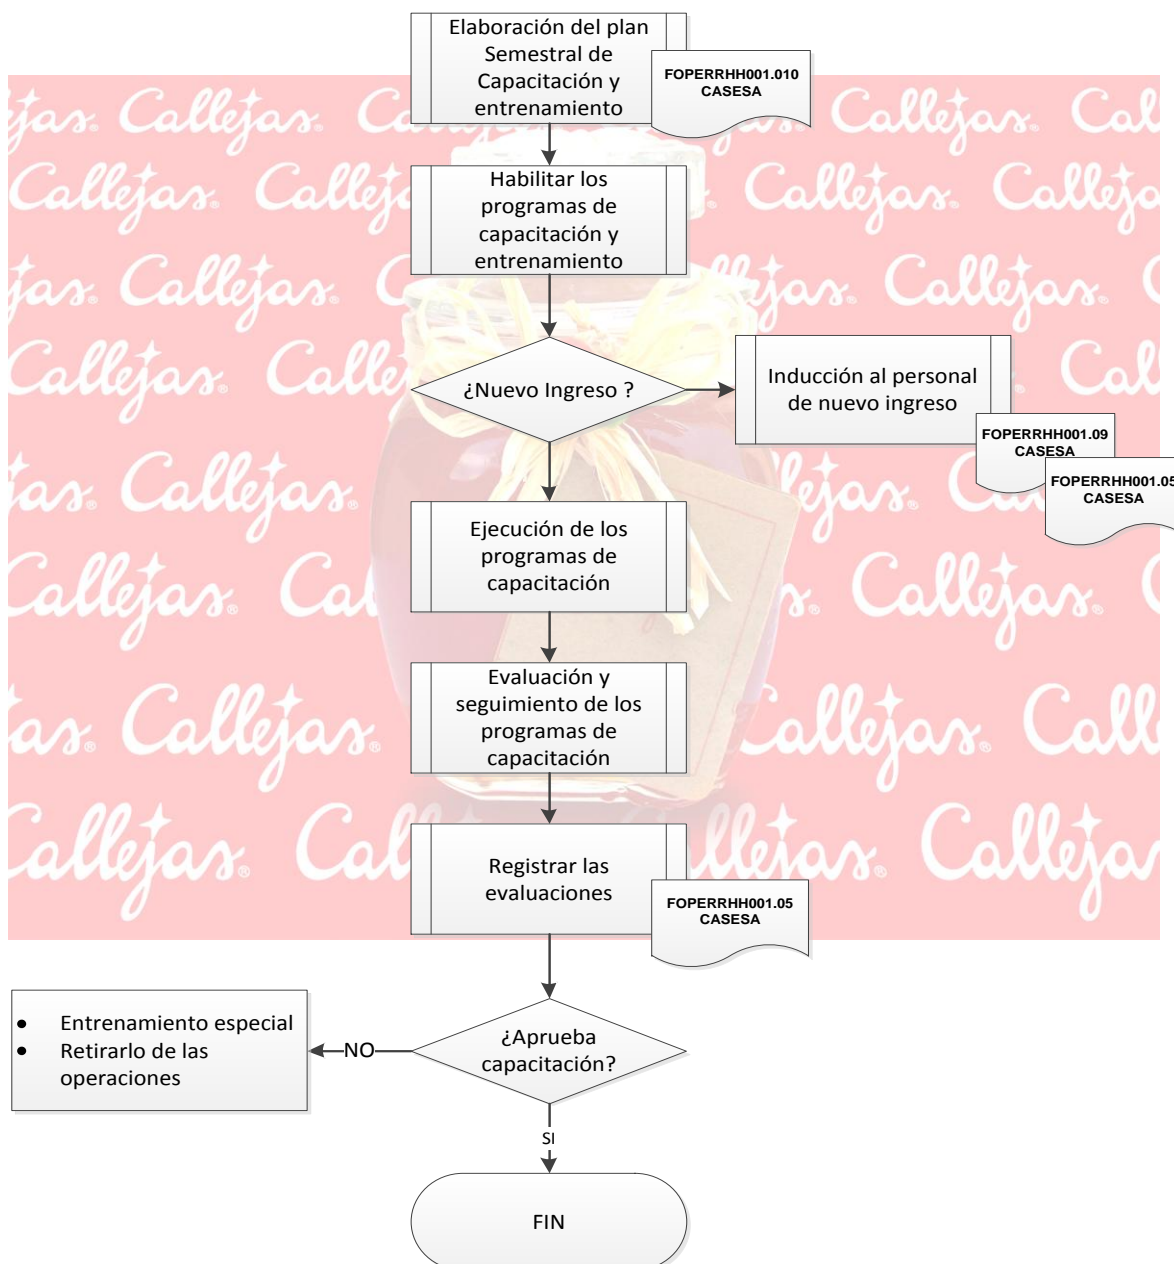 Elaboración del plan
Semestral de
Capacitación y
entrenamiento
FOPERRHH001.010
CASESA
Habilitar los
programas de
capacitación y
entrenamiento
¿Nuevo Ingreso ?
Inducción al personal
de nuevo ingreso
FOPERRHH001.09
CASESA
FOPERRHH001.05
CASESA
Ejecución de los
programas de
capacitación
Evaluación y
seguimiento de los
programas de
capacitación
Registrar las
evaluaciones
FOPERRHH001.05
CASESA
¿Aprueba
capacitación?
NO
• Entrenamiento especial
• Retirarlo de las
operaciones
SI
FIN
Callejas®